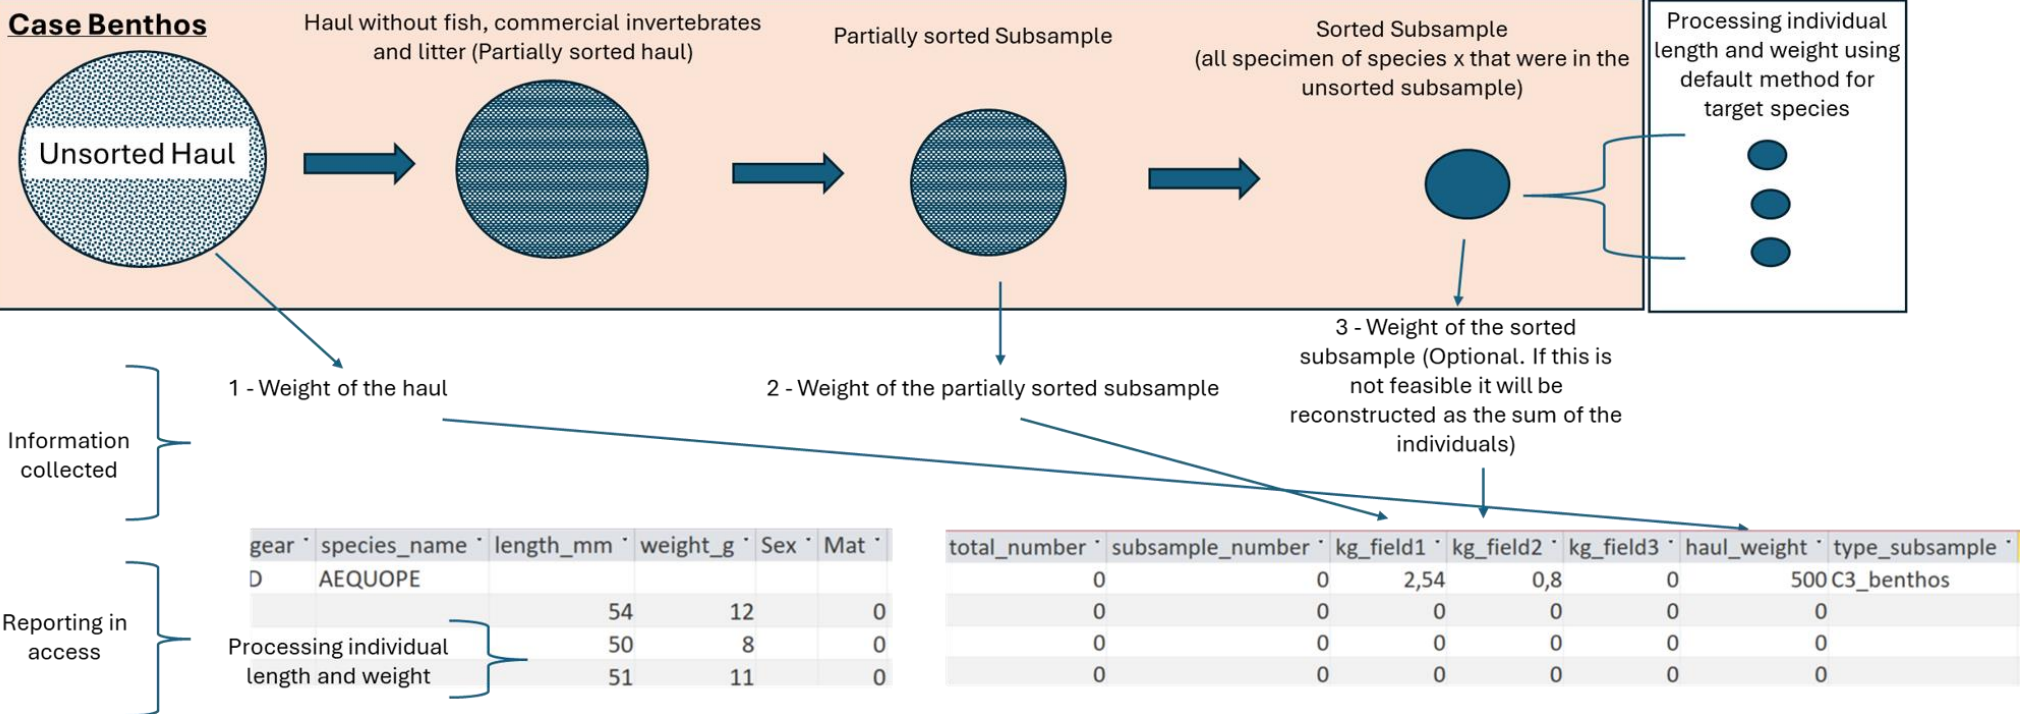 Case Benthos
Haul without fish, commercial invertebrates
and litter (Partially sorted haul)
Partially sorted Subsample
Sorted Subsample
(all specimen of species x that were in the
unsorted subsample)
Processing individual
length and weight using
default method for
target species
Unsorted Haul
1 - Weight of the haul
2 - Weight of the partially sorted subsample
3 - Weight of the sorted
subsample (Optional. If this is
not feasible it will be
reconstructed as the sum of the
individuals)
Information
collected
Reporting in
access
gear species_name length_mm weight_g Sex Mat
D AEQUOPE
54 12 0
50 8 0
51 11 0
Processing individual
length and weight
total_number subsample_number kg_field1 kg_field2 kg_field3 haul_weight type_subsample
0 0 2,54 0,8 0 500 C3_benthos
0 0 0 0 0 0
0 0 0 0 0 0
0 0 0 0 0 0